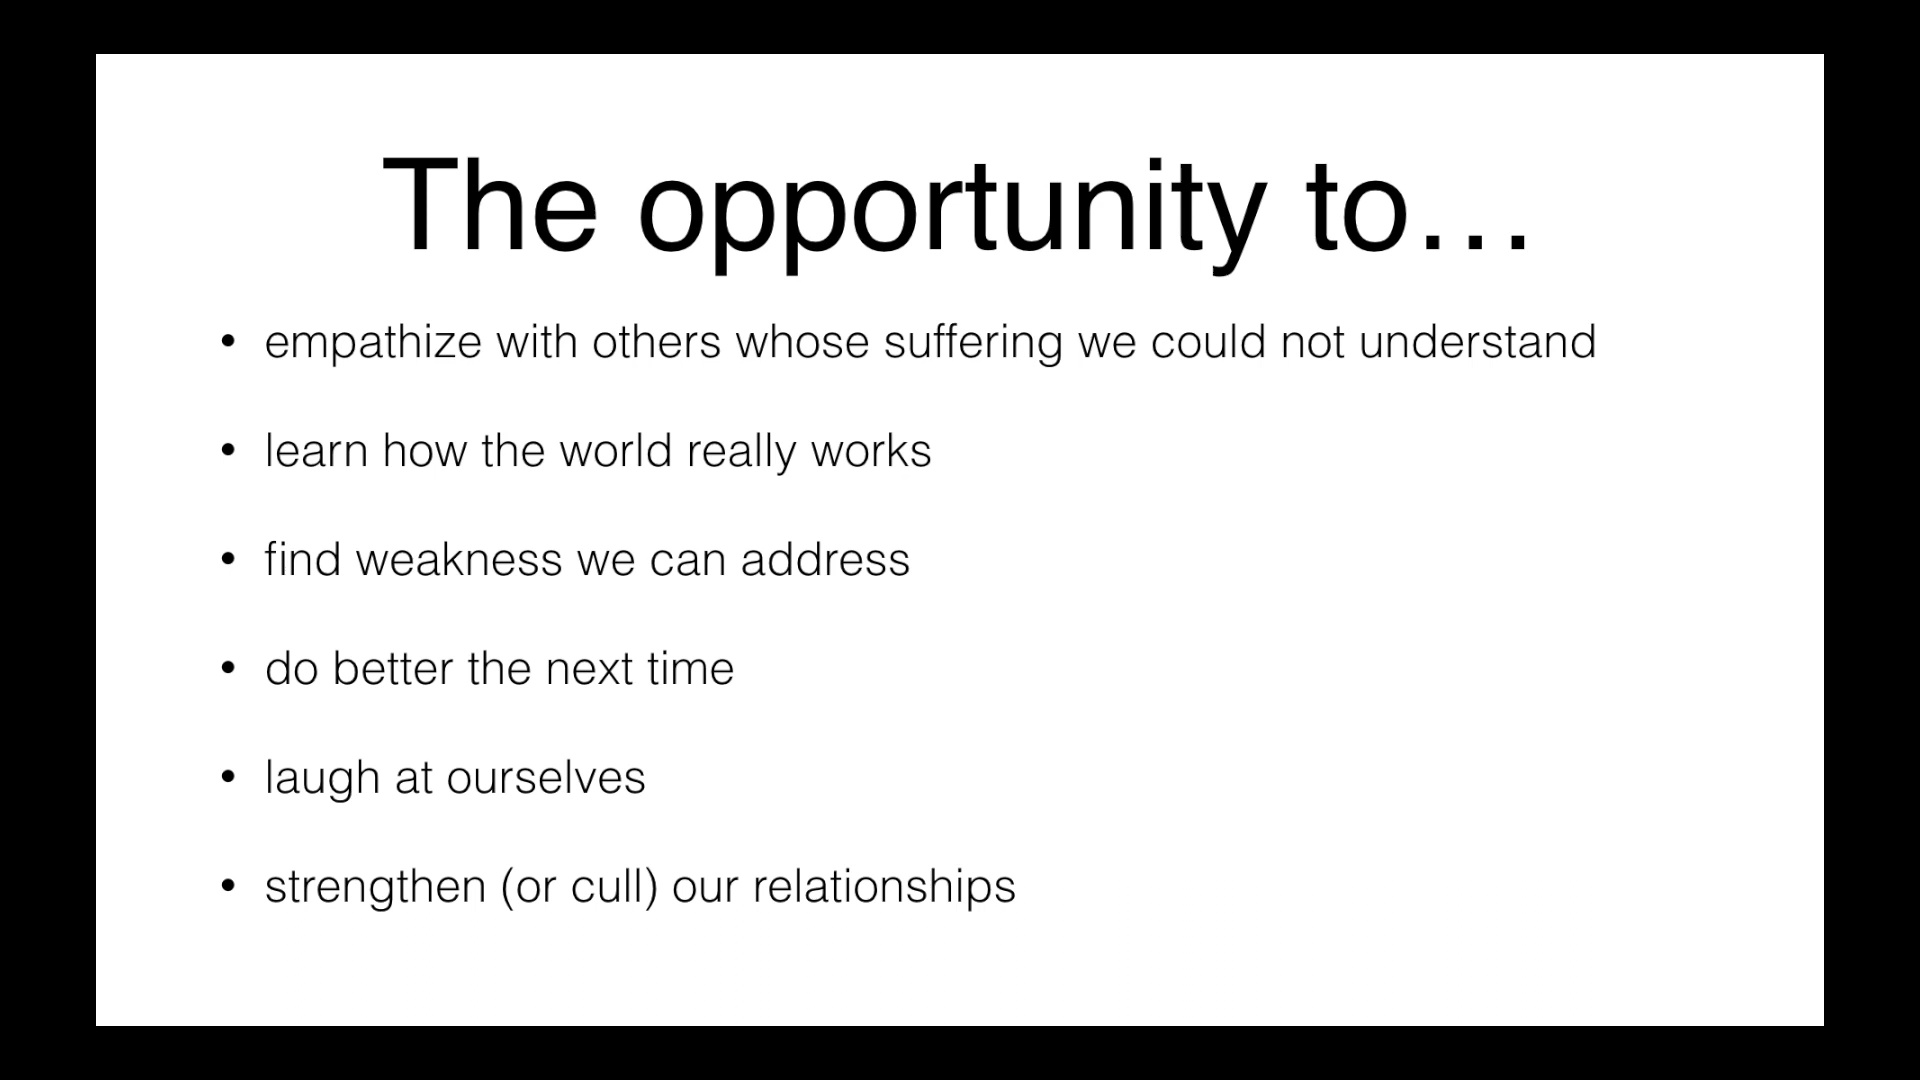 The opportunity to…
• empathize with others whose suffering we could not understand
• learn how the world really works
• find weakness we can address
• do better the next time
• laugh at ourselves
• strengthen (or cull) our relationships